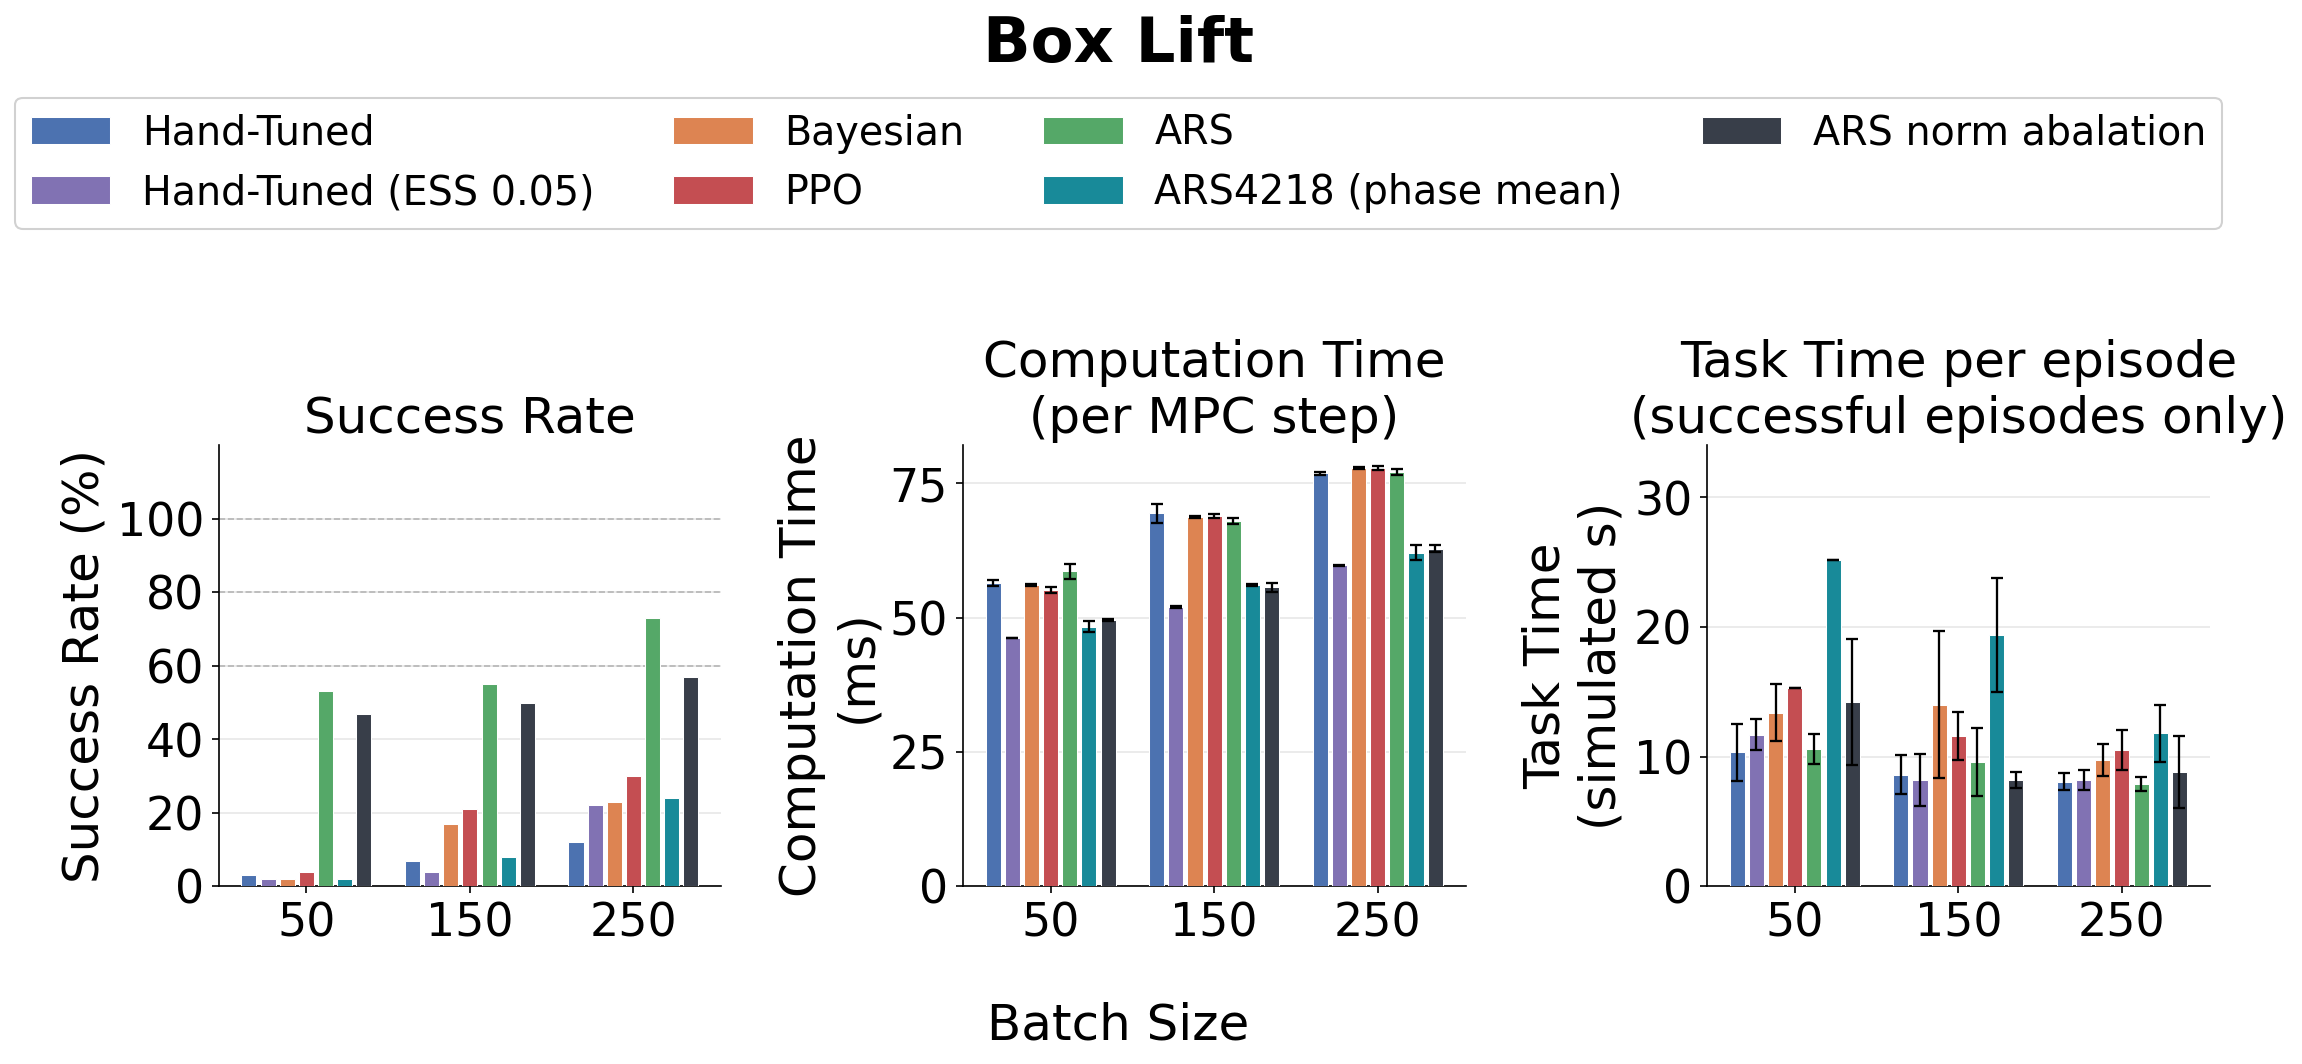 Box Lift
Hand-Tuned
Hand-Tuned (ESS 0.05)
Bayesian
PPO
ARS
ARS4218 (phase mean)
ARS norm abalation
Success Rate
Success Rate (%)
100
80
60
40
20
0
50 150 250
Computation Time
(per MPC step)
Computation Time
(ms)
75
50
25
0
50 150 250
Task Time per episode
(successful episodes only)
Task Time
(simulated s)
30
20
10
0
50 150 250
Batch Size